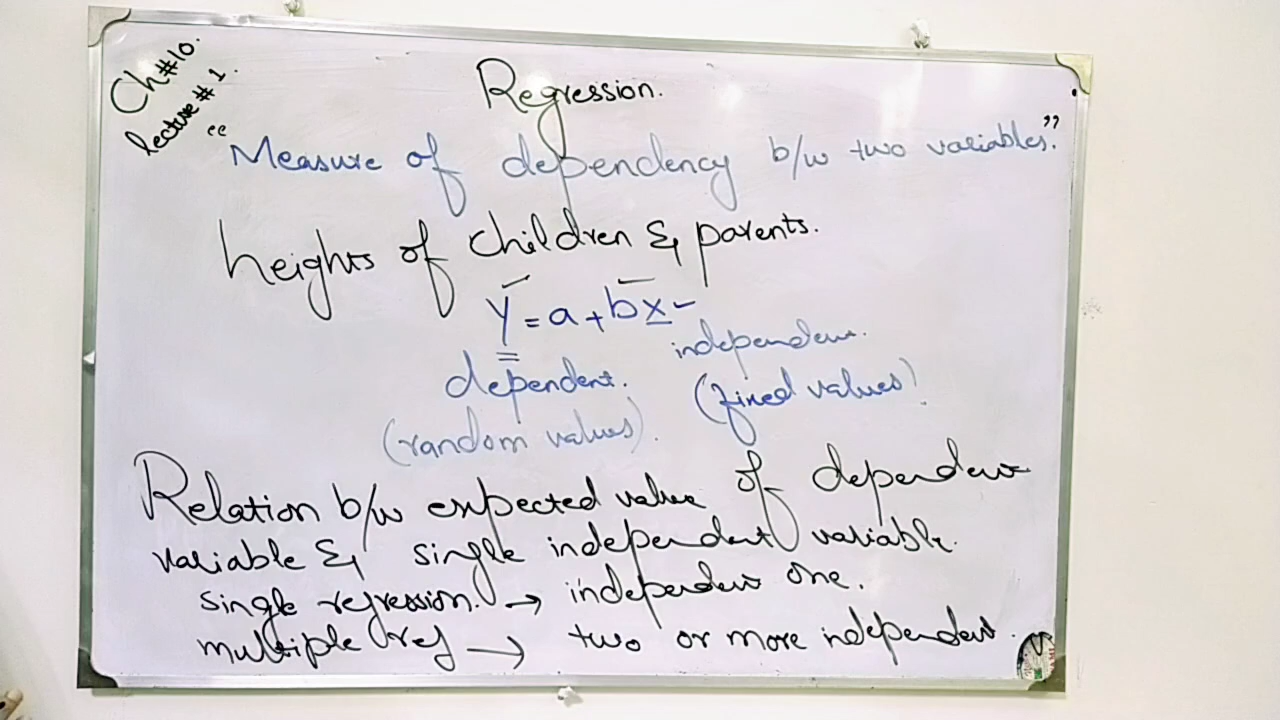 Ch#10.
lecture # 1.
Regression.
"Measure of dependency b/w two variables."
heights of children & parents.
y = a + bx
independent.
dependent.
(fixed values)
(random values).
Relation b/w expected value of dependent
variable & single independent variable.
single regression. → independent one.
multiple reg → two or more independent.